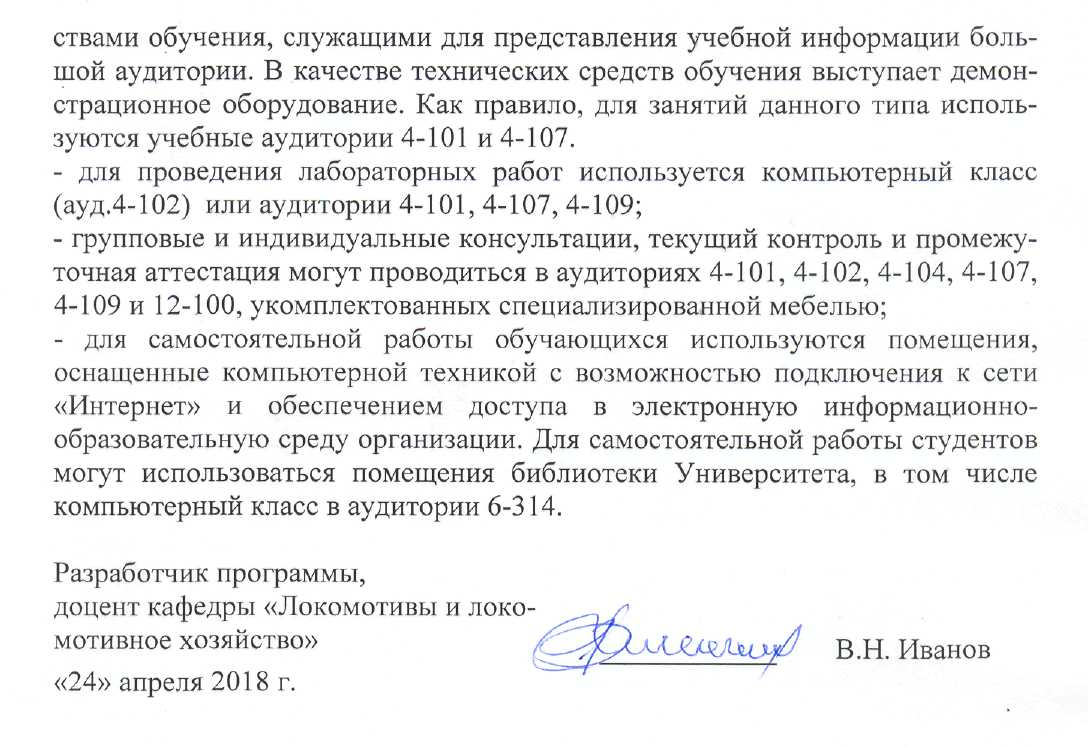 ствами обучения, служащими для представления учебной информации боль-
шой аудитории. В качестве технических средств обучения выступает демон-
страционное оборудование. Как правило, для занятий данного типа исполь-
зуются учебные аудитории 4-101 и 4-107.
- для проведения лабораторных работ используется компьютерный класс
(ауд.4-102) или аудитории 4-101, 4-107, 4-109;
- групповые и индивидуальные консультации, текущий контроль и промежу-
точная аттестация могут проводиться в аудиториях 4-101, 4-102, 4-104, 4-107,
4-109 и 12-100, укомплектованных специализированной мебелью;
- для самостоятельной работы обучающихся используются помещения,
оснащенные компьютерной техникой с возможностью подключения к сети
«Интернет» и обеспечением доступа в электронную информационно-
образовательную среду организации. Для самостоятельной работы студентов
могут использоваться помещения библиотеки Университета, в том числе
компьютерный класс в аудитории 6-314.
Разработчик программы,
доцент кафедры «Локомотивы и локо-
мотивное хозяйство»
В.Н. Иванов
«24» апреля 2018 г.